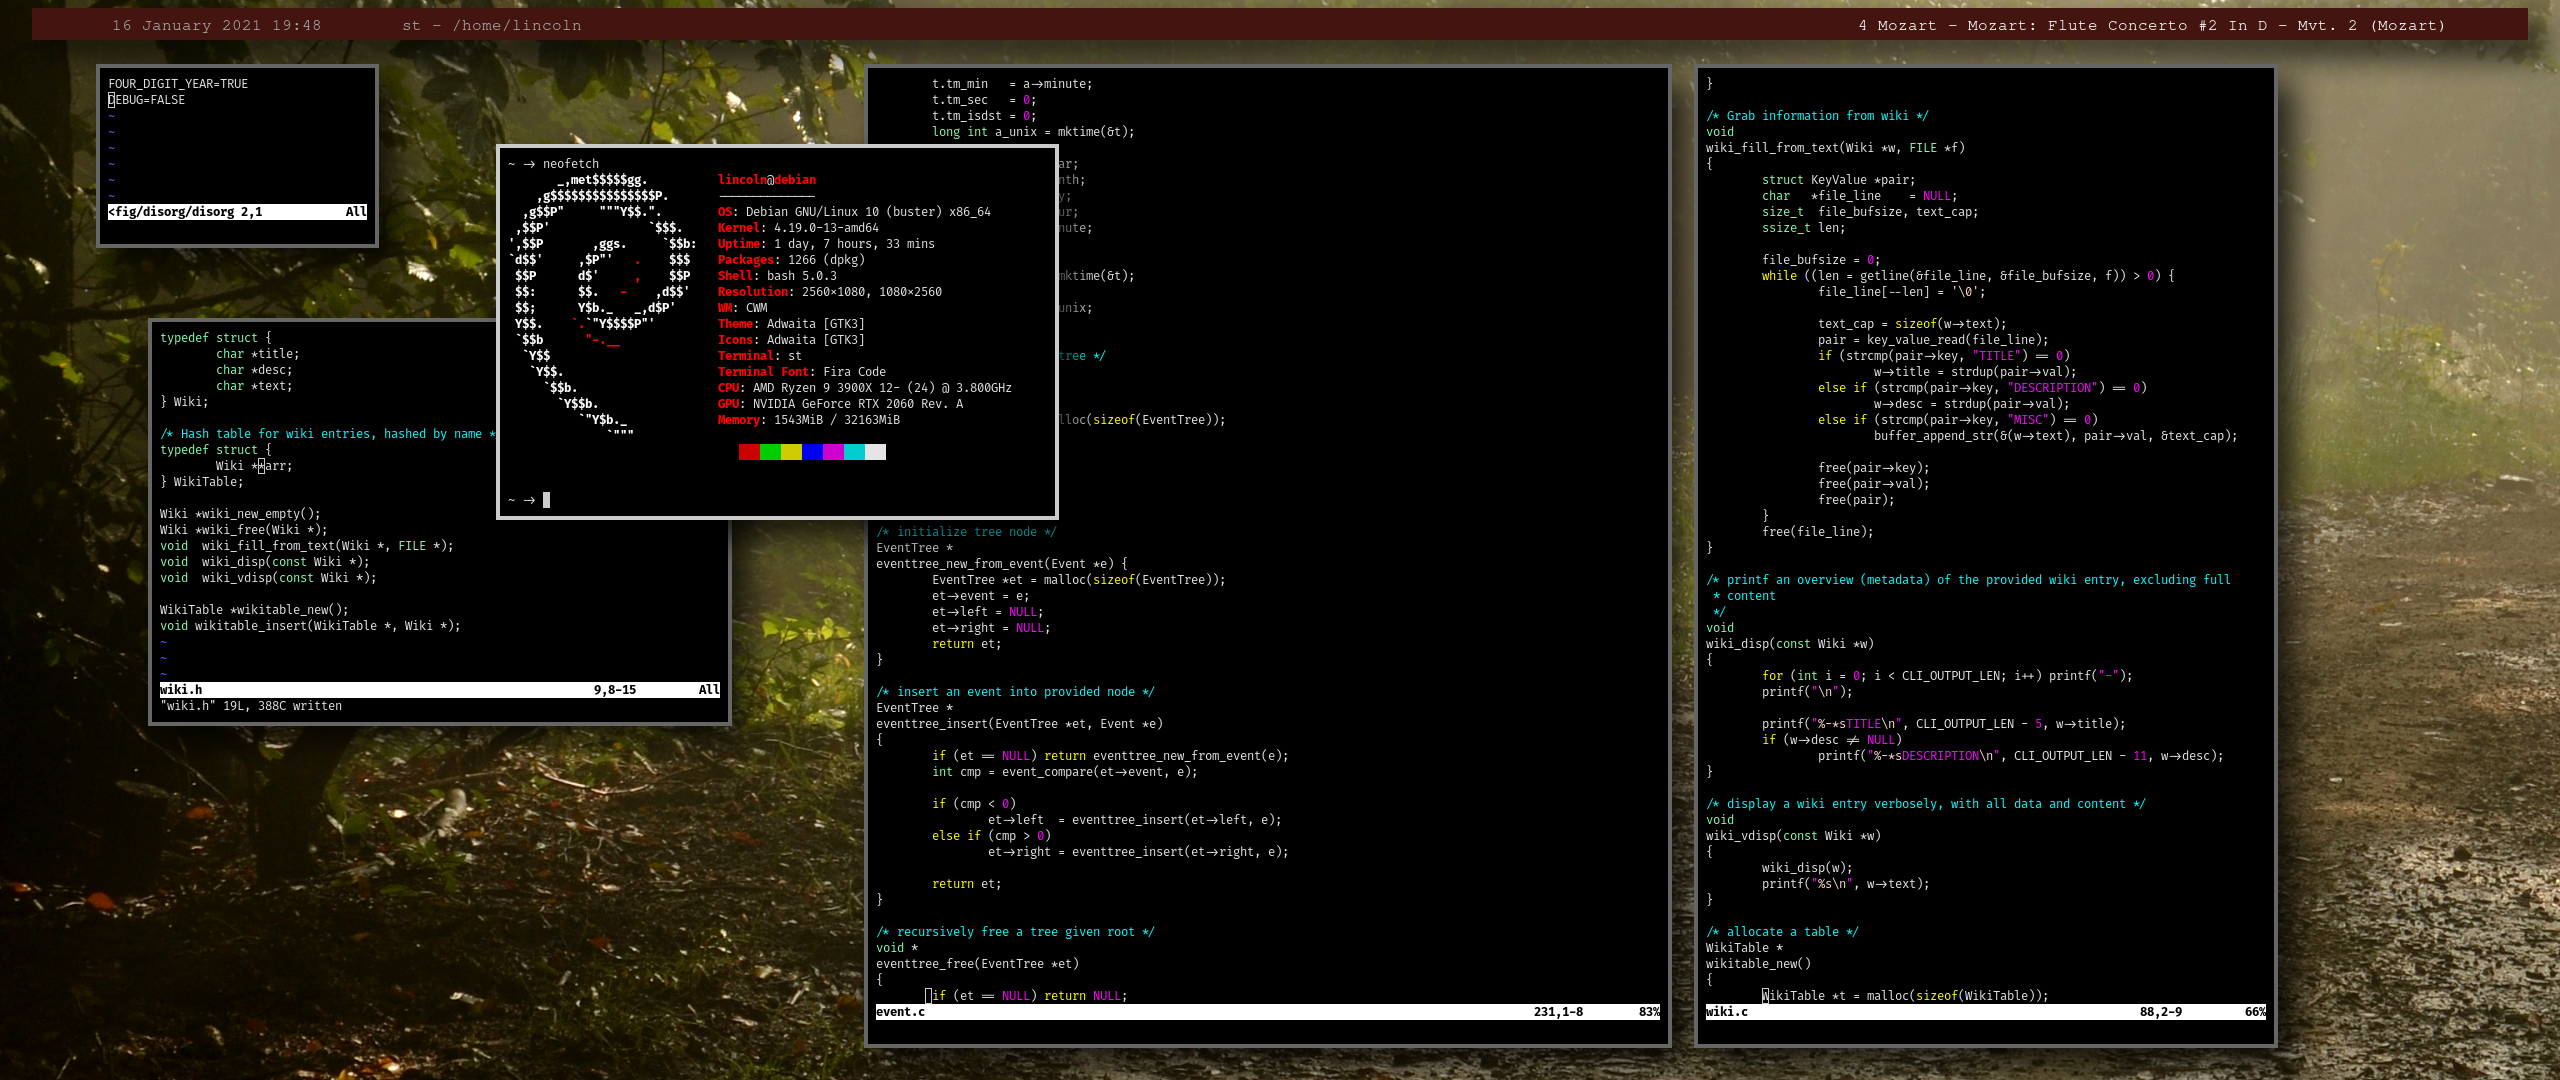 16 January 2021 19:48
st - /home/lincoln
4 Mozart - Mozart: Flute Concerto #2 In D - Mvt. 2 (Mozart)
FOUR_DIGIT_YEAR=TRUE
DEBUG=FALSE
~
~
~
~
~
~
<fig/disorg/disorg 2,1 All
typedef struct {
char *title;
char *desc;
char *text;
} Wiki;
/* Hash table for wiki entries, hashed by name *
typedef struct {
Wiki **arr;
} WikiTable;
Wiki *wiki_new_empty();
Wiki *wiki_free(Wiki *);
void wiki_fill_from_text(Wiki *, FILE *);
void wiki_disp(const Wiki *);
void wiki_vdisp(const Wiki *);
WikiTable *wikitable_new();
void wikitable_insert(WikiTable *, Wiki *);
~
~
~
wiki.h 9,8-15 All
"wiki.h" 19L, 388C written
~ → neofetch
_,met$$$$$gg.
,g$$$$$$$$$$$$$$$P.
,g$$P"     """Y$$.".
,$$P'              `$$$.
',$$P       ,ggs.     `$$b:
`d$$'     ,$P"'   .    $$$
$$P      d$'     ,    $$P
$$:      $$.   -    ,d$$'
$$;      Y$b._   _,d$P'
Y$$.    `.`"Y$$$$P"'
`$$b      "-.__
`Y$$
`Y$$.
`$$b.
`Y$$b.
`"Y$b._
`"""
lincoln@debian
--------------
OS: Debian GNU/Linux 10 (buster) x86_64
Kernel: 4.19.0-13-amd64
Uptime: 1 day, 7 hours, 33 mins
Packages: 1266 (dpkg)
Shell: bash 5.0.3
Resolution: 2560×1080, 1080×2560
WM: CWM
Theme: Adwaita [GTK3]
Icons: Adwaita [GTK3]
Terminal: st
Terminal Font: Fira Code
CPU: AMD Ryzen 9 3900X 12- (24) @ 3.800GHz
GPU: NVIDIA GeForce RTX 2060 Rev. A
Memory: 1543MiB / 32163MiB
~ →
t.tm_min   = a→minute;
t.tm_sec   = 0;
t.tm_isdst = 0;
long int a_unix = mktime(&t);
ar;
nth;
y;
ur;
nute;
mktime(&t);
unix;
tree */
lloc(sizeof(EventTree));
/* initialize tree node */
EventTree *
eventtree_new_from_event(Event *e) {
EventTree *et = malloc(sizeof(EventTree));
et→event = e;
et→left = NULL;
et→right = NULL;
return et;
}
/* insert an event into provided node */
EventTree *
eventtree_insert(EventTree *et, Event *e)
{
if (et == NULL) return eventtree_new_from_event(e);
int cmp = event_compare(et→event, e);
if (cmp < 0)
et→left  = eventtree_insert(et→left, e);
else if (cmp > 0)
et→right = eventtree_insert(et→right, e);
return et;
}
/* recursively free a tree given root */
void *
eventtree_free(EventTree *et)
{
if (et == NULL) return NULL;
event.c 231,1-8 83%
}
/* Grab information from wiki */
void
wiki_fill_from_text(Wiki *w, FILE *f)
{
struct KeyValue *pair;
char   *file_line    = NULL;
size_t  file_bufsize, text_cap;
ssize_t len;
file_bufsize = 0;
while ((len = getline(&file_line, &file_bufsize, f)) > 0) {
file_line[--len] = '\0';
text_cap = sizeof(w→text);
pair = key_value_read(file_line);
if (strcmp(pair→key, "TITLE") == 0)
w→title = strdup(pair→val);
else if (strcmp(pair→key, "DESCRIPTION") == 0)
w→desc = strdup(pair→val);
else if (strcmp(pair→key, "MISC") == 0)
buffer_append_str(&(w→text), pair→val, &text_cap);
free(pair→key);
free(pair→val);
free(pair);
}
free(file_line);
}
/* printf an overview (metadata) of the provided wiki entry, excluding full
* content
*/
void
wiki_disp(const Wiki *w)
{
for (int i = 0; i < CLI_OUTPUT_LEN; i++) printf("-");
printf("\n");
printf("%-*sTITLE\n", CLI_OUTPUT_LEN - 5, w→title);
if (w→desc ≠ NULL)
printf("%-*sDESCRIPTION\n", CLI_OUTPUT_LEN - 11, w→desc);
}
/* display a wiki entry verbosely, with all data and content */
void
wiki_vdisp(const Wiki *w)
{
wiki_disp(w);
printf("%s\n", w→text);
}
/* allocate a table */
WikiTable *
wikitable_new()
{
WikiTable *t = malloc(sizeof(WikiTable));
wiki.c 88,2-9 66%